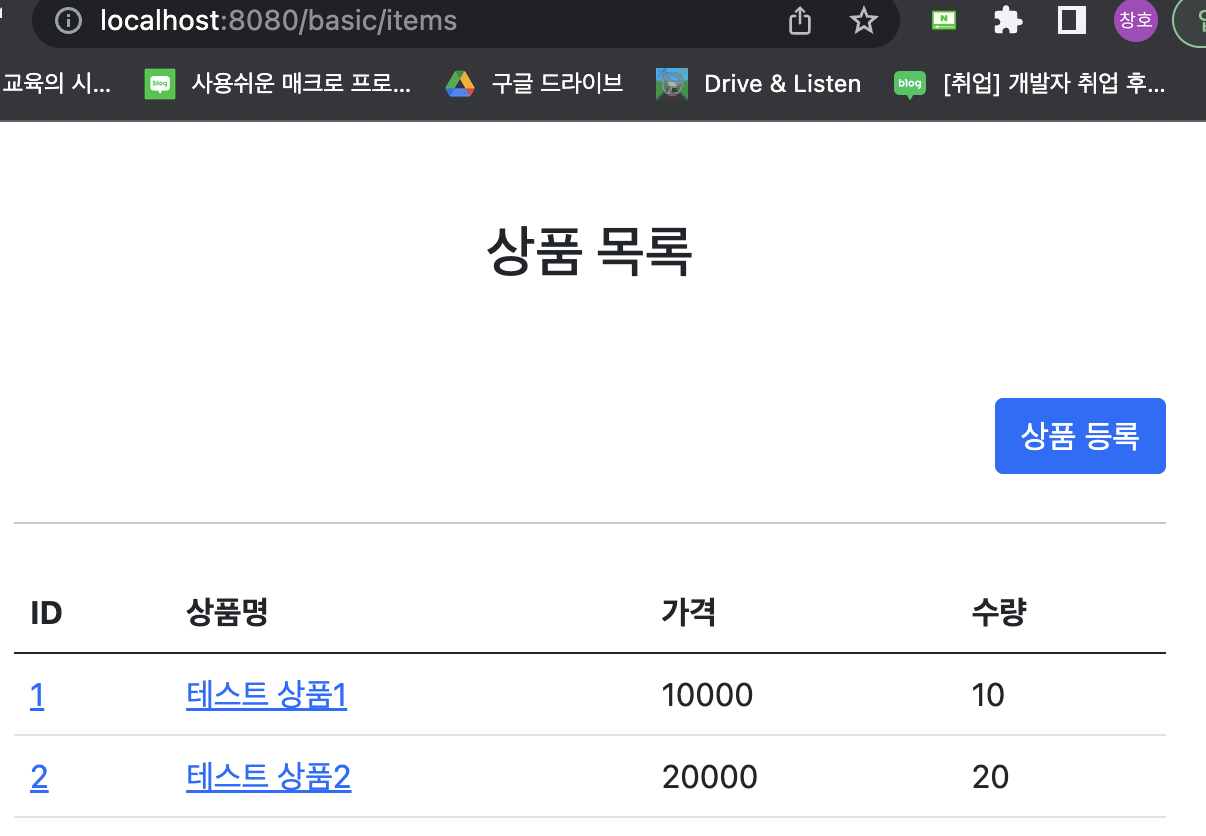 localhost:8080/basic/items
N
창호
교육의 시...
blog
사용쉬운 매크로 프로...
구글 드라이브
Drive & Listen
blog
[취업] 개발자 취업 후...
상품 목록
상품 등록
ID 상품명 가격 수량
1 테스트 상품1 10000 10
2 테스트 상품2 20000 20